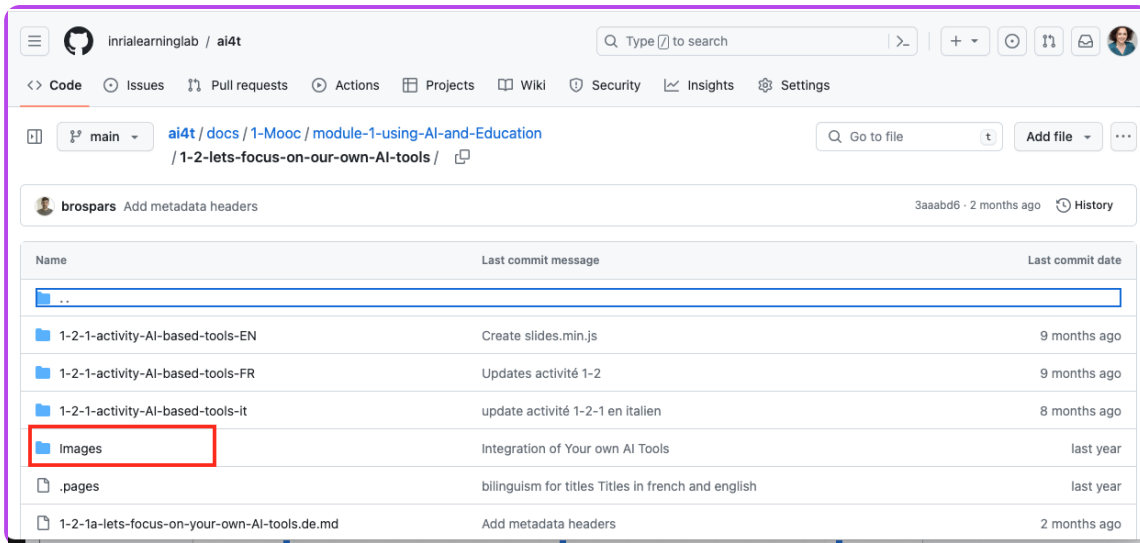 inrialearninglab / ai4t
Type / to search
Code Issues Pull requests Actions Projects Wiki Security Insights Settings
main
ai4t / docs / 1-Mooc / module-1-using-AI-and-Education
/ 1-2-lets-focus-on-our-own-AI-tools /
Go to file t
Add file
brospars Add metadata headers
3aaabd6 · 2 months ago History
Name Last commit message Last commit date
..
1-2-1-activity-AI-based-tools-EN Create slides.min.js 9 months ago
1-2-1-activity-AI-based-tools-FR Updates activité 1-2 9 months ago
1-2-1-activity-AI-based-tools-it update activité 1-2-1 en italien 8 months ago
Images Integration of Your own AI Tools last year
.pages bilinguism for titles Titles in french and english last year
1-2-1a-lets-focus-on-your-own-AI-tools.de.md Add metadata headers 2 months ago